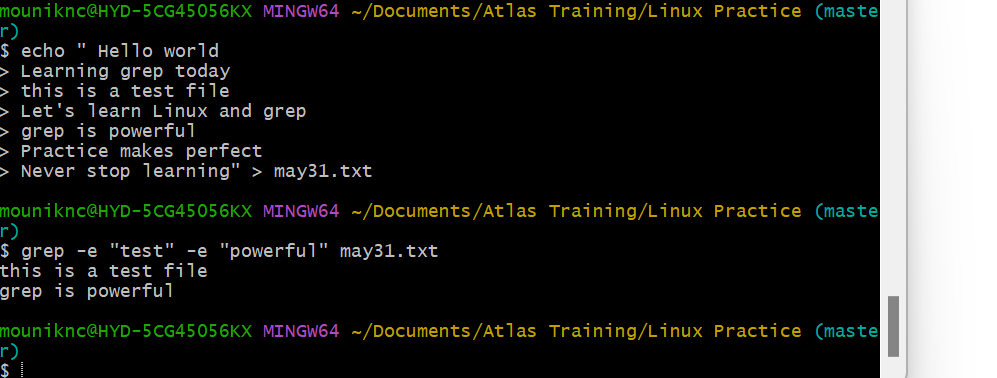 mouniknc@HYD-5CG45056KX MINGW64 ~/Documents/Atlas Training/Linux Practice (maste
r)
$ echo " Hello world
> Learning grep today
> this is a test file
> Let's learn Linux and grep
> grep is powerful
> Practice makes perfect
> Never stop learning" > may31.txt
mouniknc@HYD-5CG45056KX MINGW64 ~/Documents/Atlas Training/Linux Practice (maste
r)
$ grep -e "test" -e "powerful" may31.txt
this is a test file
grep is powerful
mouniknc@HYD-5CG45056KX MINGW64 ~/Documents/Atlas Training/Linux Practice (maste
r)
$